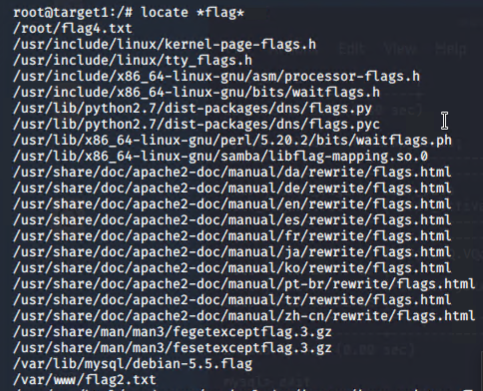 root@target1:/# locate *flag*
/root/flag4.txt
/usr/include/linux/kernel-page-flags.h
/usr/include/linux/tty_flags.h
/usr/include/x86_64-linux-gnu/asm/processor-flags.h
/usr/include/x86_64-linux-gnu/bits/waitflags.h
/usr/lib/python2.7/dist-packages/dns/flags.py
/usr/lib/python2.7/dist-packages/dns/flags.pyc
/usr/lib/x86_64-linux-gnu/perl/5.20.2/bits/waitflags.ph
/usr/lib/x86_64-linux-gnu/samba/libflag-mapping.so.0
/usr/share/doc/apache2-doc/manual/da/rewrite/flags.html
/usr/share/doc/apache2-doc/manual/de/rewrite/flags.html
/usr/share/doc/apache2-doc/manual/en/rewrite/flags.html
/usr/share/doc/apache2-doc/manual/es/rewrite/flags.html
/usr/share/doc/apache2-doc/manual/fr/rewrite/flags.html
/usr/share/doc/apache2-doc/manual/ja/rewrite/flags.html
/usr/share/doc/apache2-doc/manual/ko/rewrite/flags.html
/usr/share/doc/apache2-doc/manual/pt-br/rewrite/flags.html
/usr/share/doc/apache2-doc/manual/tr/rewrite/flags.html
/usr/share/doc/apache2-doc/manual/zh-cn/rewrite/flags.html
/usr/share/man/man3/fegetexceptflag.3.gz
/usr/share/man/man3/fesetexceptflag.3.gz
/var/lib/mysql/debian-5.5.flag
/var/www/flag2.txt